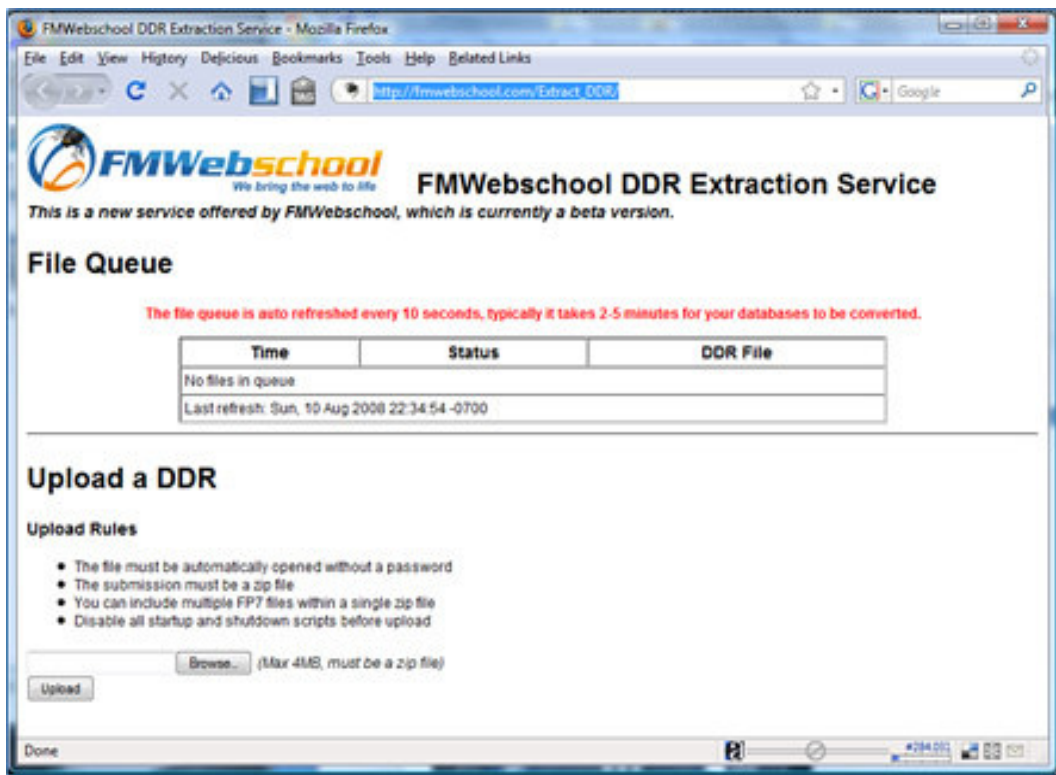 FMWebschool DDR Extraction Service - Mozilla Firefox
File Edit View History Delicious Bookmarks Tools Help Related Links
http://fmwebschool.com/Extract_DDR/
Google
FMWebschool
We bring the web to life
FMWebschool DDR Extraction Service
This is a new service offered by FMWebschool, which is currently a beta version.
File Queue
The file queue is auto refreshed every 10 seconds, typically it takes 2-5 minutes for your databases to be converted.
Time Status DDR File
No files in queue
Last refresh: Sun, 10 Aug 2008 22:34:54 -0700
Upload a DDR
Upload Rules
• The file must be automatically opened without a password
• The submission must be a zip file
• You can include multiple FP7 files within a single zip file
• Disable all startup and shutdown scripts before upload
Browse... (Max 4MB, must be a zip file)
Upload
Done